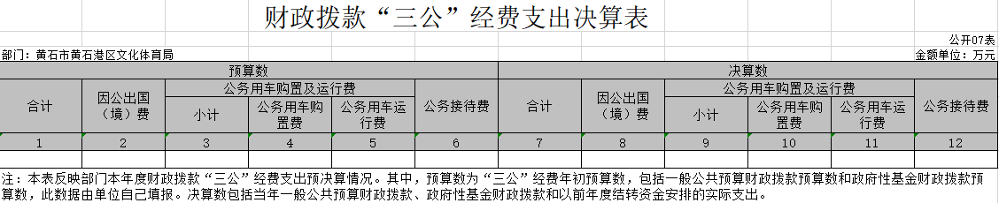 财政拨款“三公”经费支出决算表
公开07表
部门：黄石市黄石港区文化体育局 金额单位：万元
预算数 决算数
合计 因公出国（境）费 公务用车购置及运行费 公务接待费 合计 因公出国（境）费 公务用车购置及运行费 公务接待费
小计 公务用车购置费 公务用车运行费 小计 公务用车购置费 公务用车运行费
1 2 3 4 5 6 7 8 9 10 11 12
注：本表反映部门本年度财政拨款“三公”经费支出预决算情况。其中，预算数为“三公”经费年初预算数，包括一般公共预算财政拨款预算数和政府性基金财政拨款预
算数，此数据由单位自己填报。决算数包括当年一般公共预算财政拨款、政府性基金财政拨款和以前年度结转资金安排的实际支出。